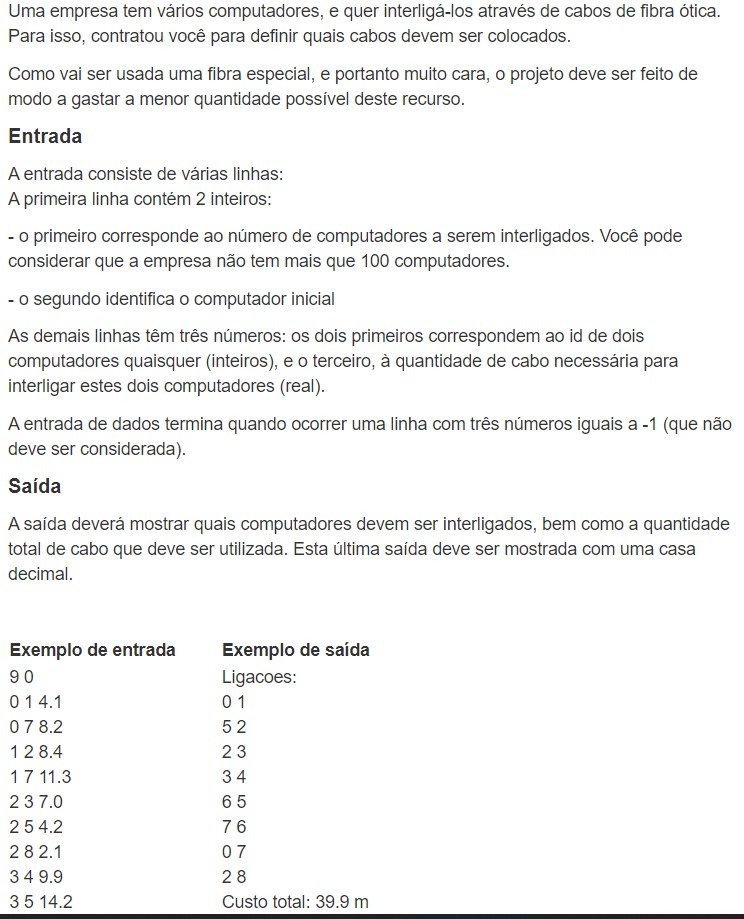 Uma empresa tem vários computadores, e quer interligá-los através de cabos de fibra ótica.
Para isso, contratou você para definir quais cabos devem ser colocados.
Como vai ser usada uma fibra especial, e portanto muito cara, o projeto deve ser feito de
modo a gastar a menor quantidade possível deste recurso.
Entrada
A entrada consiste de várias linhas:
A primeira linha contém 2 inteiros:
- o primeiro corresponde ao número de computadores a serem interligados. Você pode
considerar que a empresa não tem mais que 100 computadores.
- o segundo identifica o computador inicial
As demais linhas têm três números: os dois primeiros correspondem ao id de dois
computadores quaisquer (inteiros), e o terceiro, à quantidade de cabo necessária para
interligar estes dois computadores (real).
A entrada de dados termina quando ocorrer uma linha com três números iguais a -1 (que não
deve ser considerada).
Saída
A saída deverá mostrar quais computadores devem ser interligados, bem como a quantidade
total de cabo que deve ser utilizada. Esta última saída deve ser mostrada com uma casa
decimal.
Exemplo de entrada Exemplo de saída
9 0 Ligacoes:
0 1 4.1 0 1
0 7 8.2 5 2
1 2 8.4 2 3
1 7 11.3 3 4
2 3 7.0 6 5
2 5 4.2 7 6
2 8 2.1 0 7
3 4 9.9 2 8
3 5 14.2 Custo total: 39.9 m